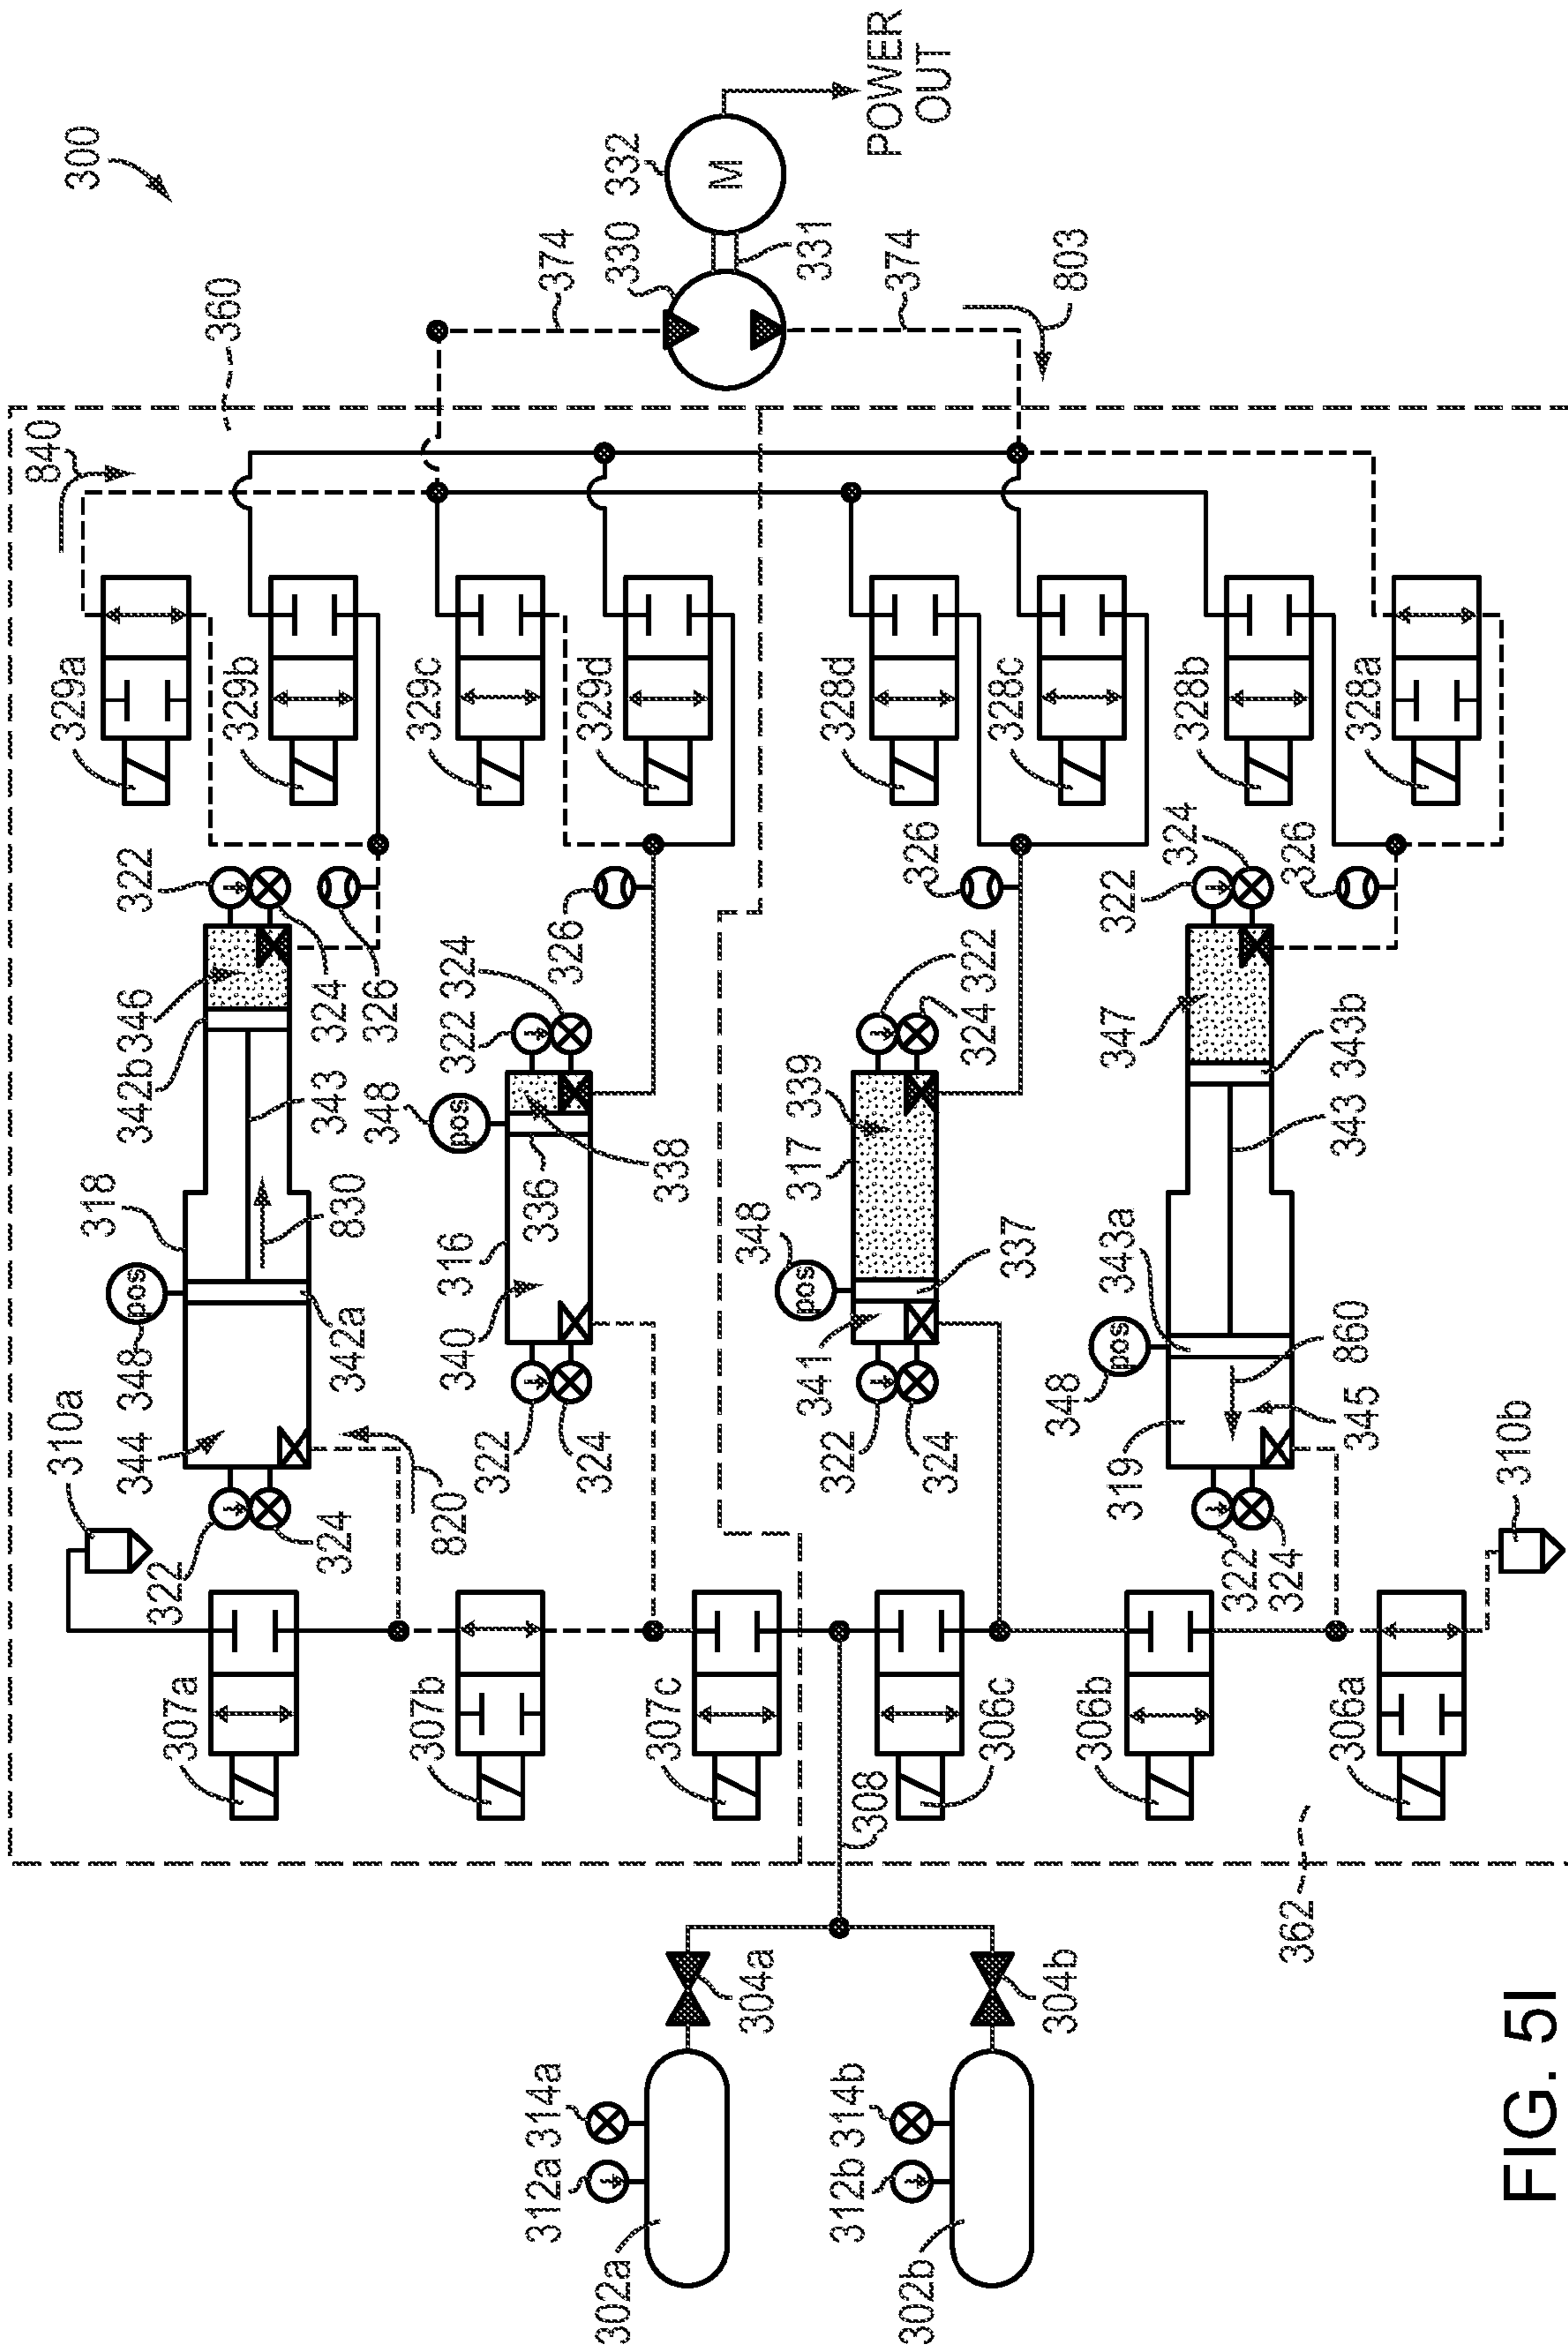 300
360
840
329a
329b
329c
329d
328d
328c
328b
328a
374
330
332
M
331
374
803
POWER
OUT
322
324
326
342b
346
343
318
830
pos
348
342a
344
310a
322
324
820
322
324
326
348
pos
316
336
338
340
322
324
326
322
324
339
317
348
pos
337
341
322
324
322
324
326
347
343b
343
343a
pos
348
860
345
319
322
324
310b
307a
307b
307c
306c
306b
306a
308
362
304a
304b
314a
312a
302a
314b
312b
302b
FIG. 5I